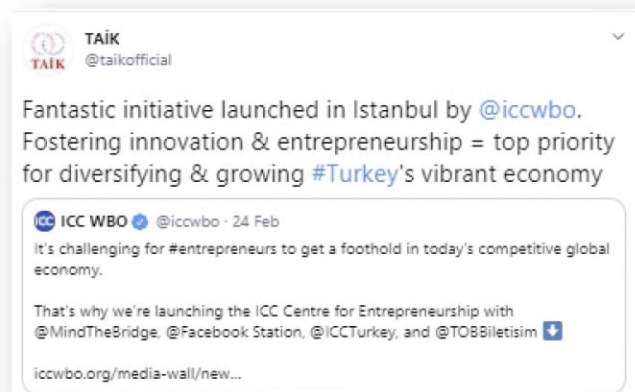 TAİK
TAİK
@taikofficial
Fantastic initiative launched in Istanbul by @iccwbo.
Fostering innovation & entrepreneurship = top priority
for diversifying & growing #Turkey's vibrant economy
ICC ICC WBO @iccwbo · 24 Feb
It's challenging for #entrepreneurs to get a foothold in today's competitive global
economy.
That's why we're launching the ICC Centre for Entrepreneurship with
@MindTheBridge, @Facebook Station, @ICCTurkey, and @TOBBiletisim ⬇
iccwbo.org/media-wall/new...